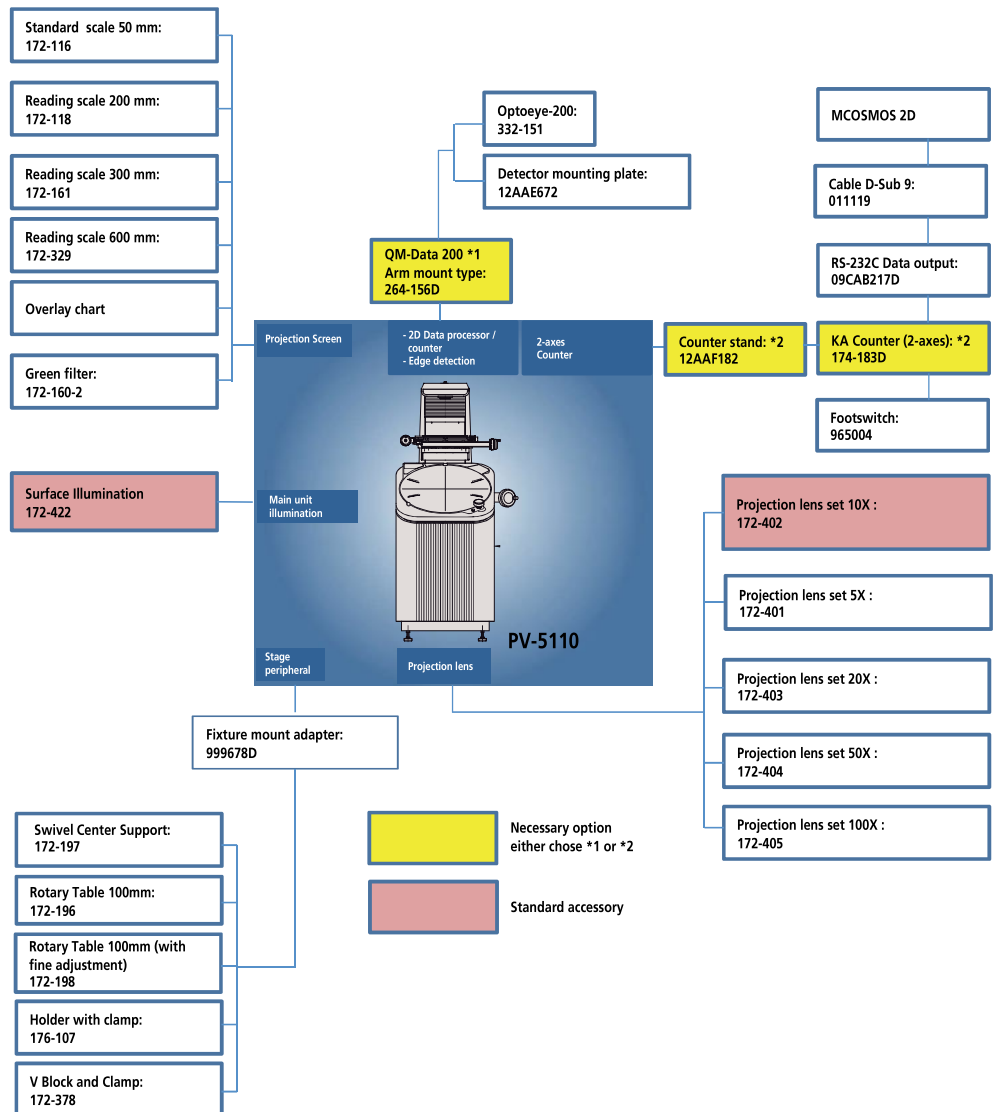 Standard scale 50 mm:
172-116
Reading scale 200 mm:
172-118
Reading scale 300 mm:
172-161
Reading scale 600 mm:
172-329
Overlay chart
Green filter:
172-160-2
Optoeye-200:
332-151
Detector mounting plate:
12AAE672
QM-Data 200 *1
Arm mount type:
264-156D
MCOSMOS 2D
Cable D-Sub 9:
011119
RS-232C Data output:
09CAB217D
Counter stand: *2
12AAF182
KA Counter (2-axes): *2
174-183D
Footswitch:
965004
Projection Screen
- 2D Data processor /
counter
- Edge detection
2-axes
Counter
Surface Illumination
172-422
Main unit
illumination
PV-5110
Stage
peripheral
Projection lens
Projection lens set 10X :
172-402
Projection lens set 5X :
172-401
Projection lens set 20X :
172-403
Projection lens set 50X :
172-404
Projection lens set 100X :
172-405
Fixture mount adapter:
999678D
Swivel Center Support:
172-197
Rotary Table 100mm:
172-196
Rotary Table 100mm (with
fine adjustment)
172-198
Holder with clamp:
176-107
V Block and Clamp:
172-378
Necessary option
either chose *1 or *2
Standard accessory